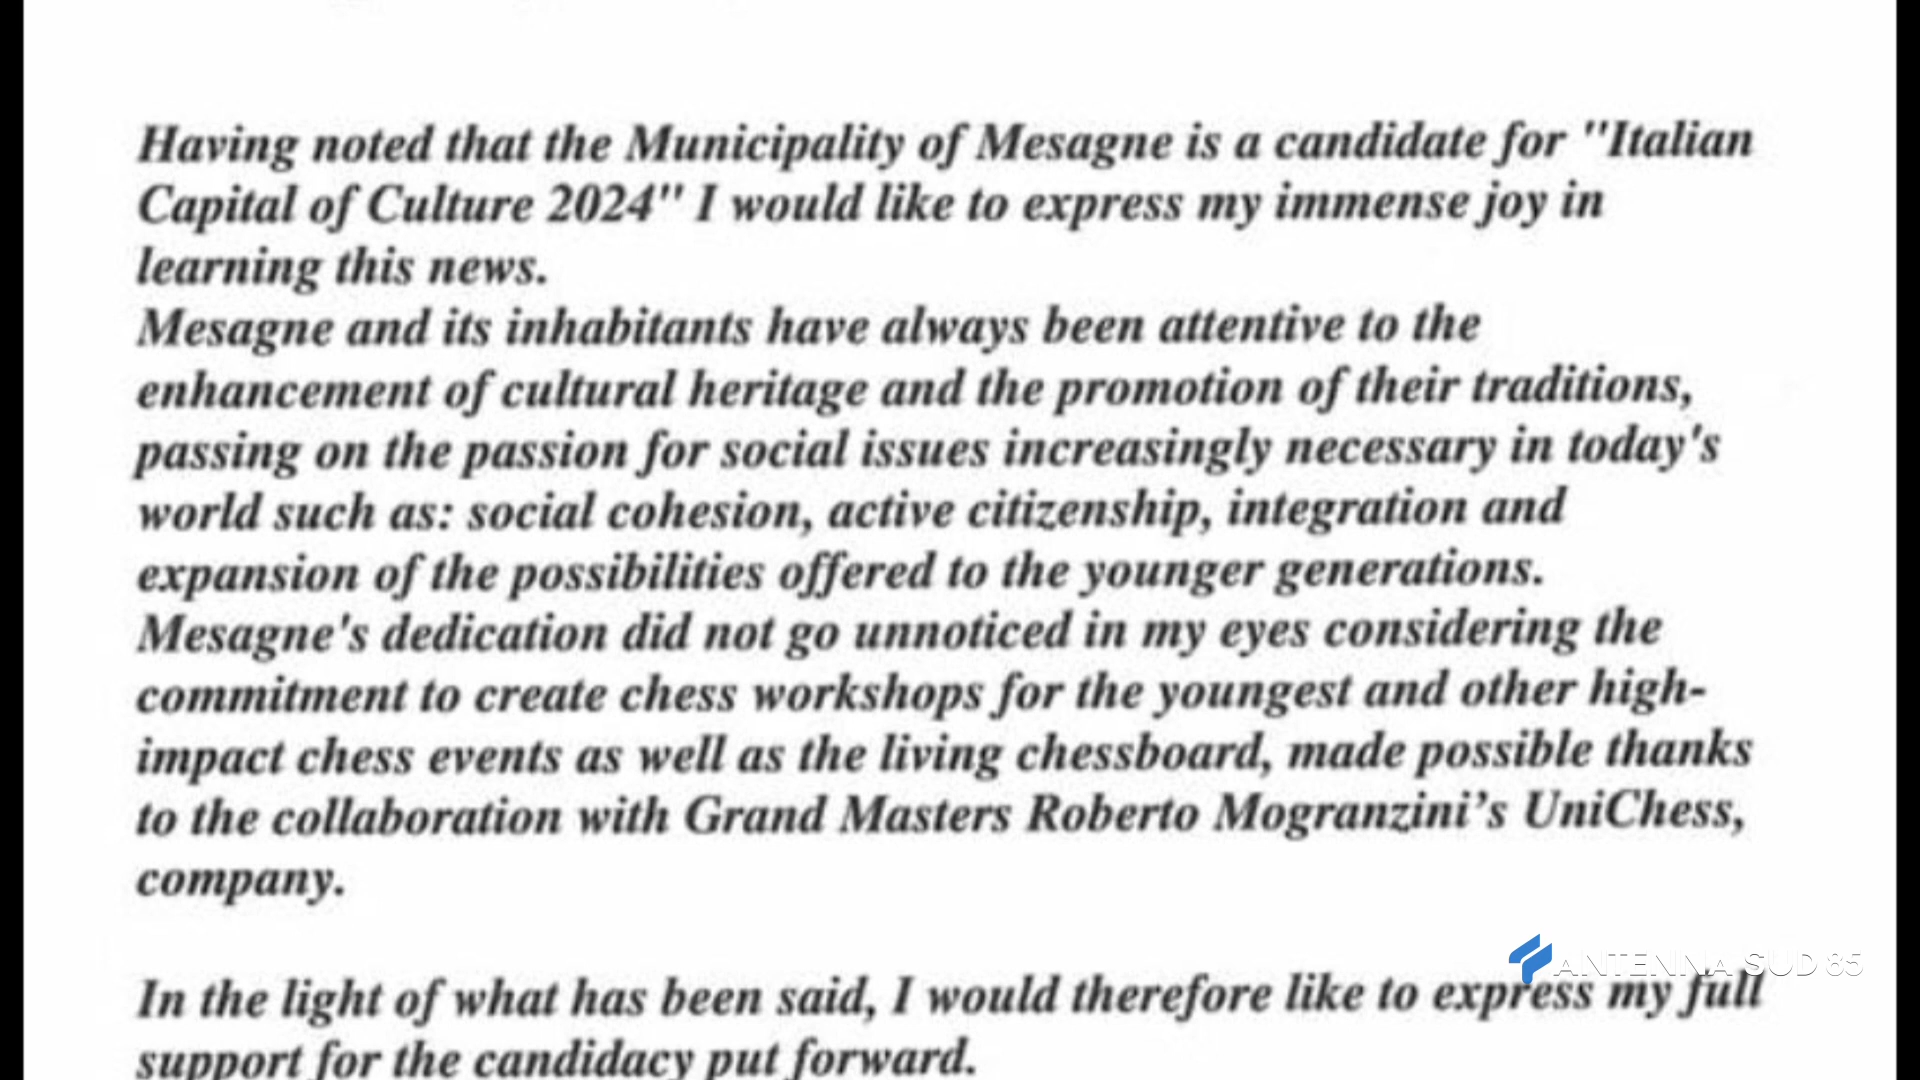 Having noted that the Municipality of Mesagne is a candidate for "Italian
Capital of Culture 2024" I would like to express my immense joy in
learning this news.
Mesagne and its inhabitants have always been attentive to the
enhancement of cultural heritage and the promotion of their traditions,
passing on the passion for social issues increasingly necessary in today's
world such as: social cohesion, active citizenship, integration and
expansion of the possibilities offered to the younger generations.
Mesagne's dedication did not go unnoticed in my eyes considering the
commitment to create chess workshops for the youngest and other high-
impact chess events as well as the living chessboard, made possible thanks
to the collaboration with Grand Masters Roberto Mogranzini’s UniChess,
company.
ANTENNA SUD 85
In the light of what has been said, I would therefore like to express my full
support for the candidacy put forward.